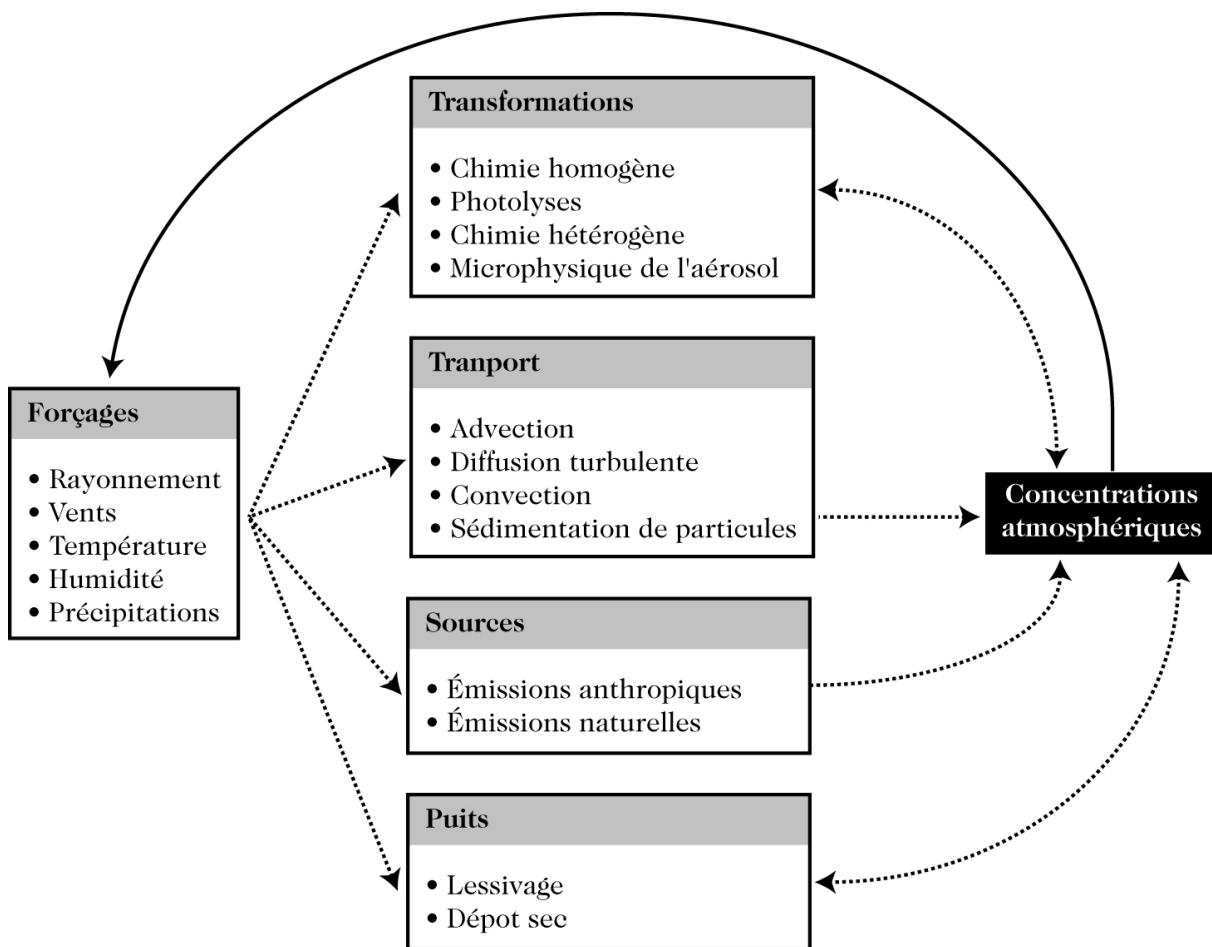 Transformations
• Chimie homogène
• Photolyses
• Chimie hétérogène
• Microphysique de l'aérosol
Tranport
• Advection
• Diffusion turbulente
• Convection
• Sédimentation de particules
Forçages
• Rayonnement
• Vents
• Température
• Humidité
• Précipitations
Concentrations
atmosphériques
Sources
• Émissions anthropiques
• Émissions naturelles
Puits
• Lessivage
• Dépot sec